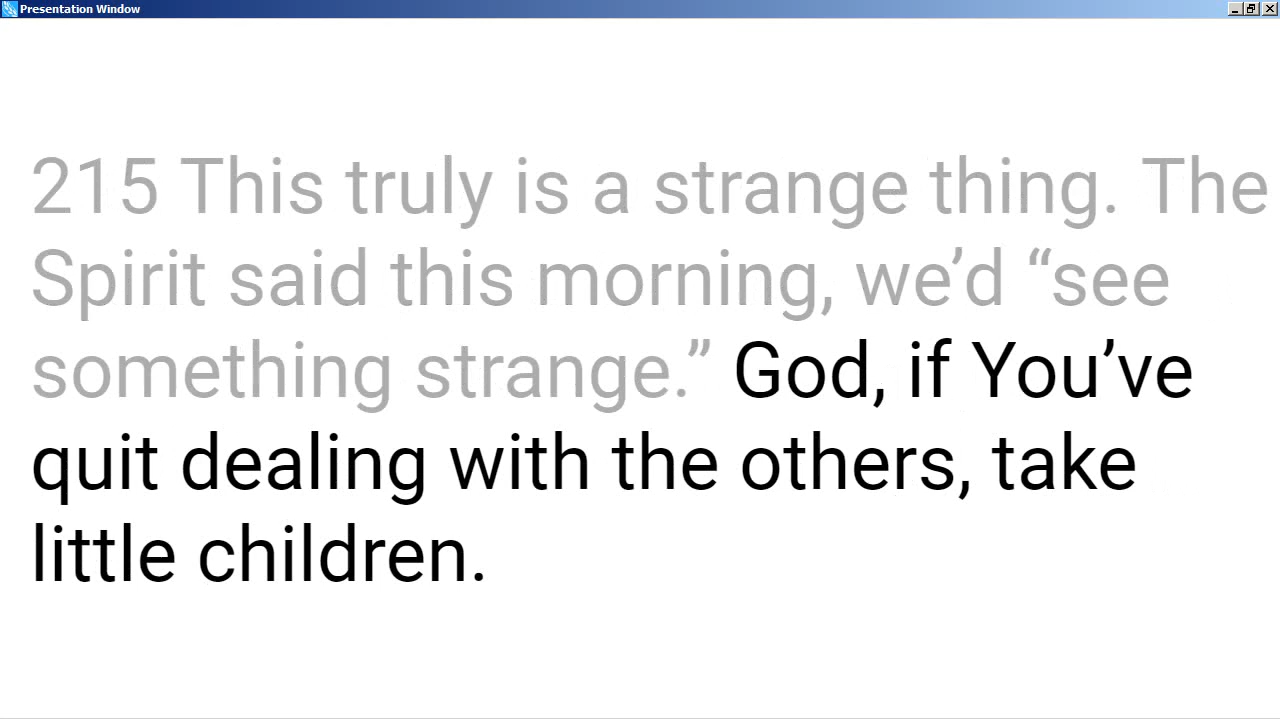 Presentation Window
215 This truly is a strange thing. The
Spirit said this morning, we’d “see
something strange.” God, if You’ve
quit dealing with the others, take
little children.